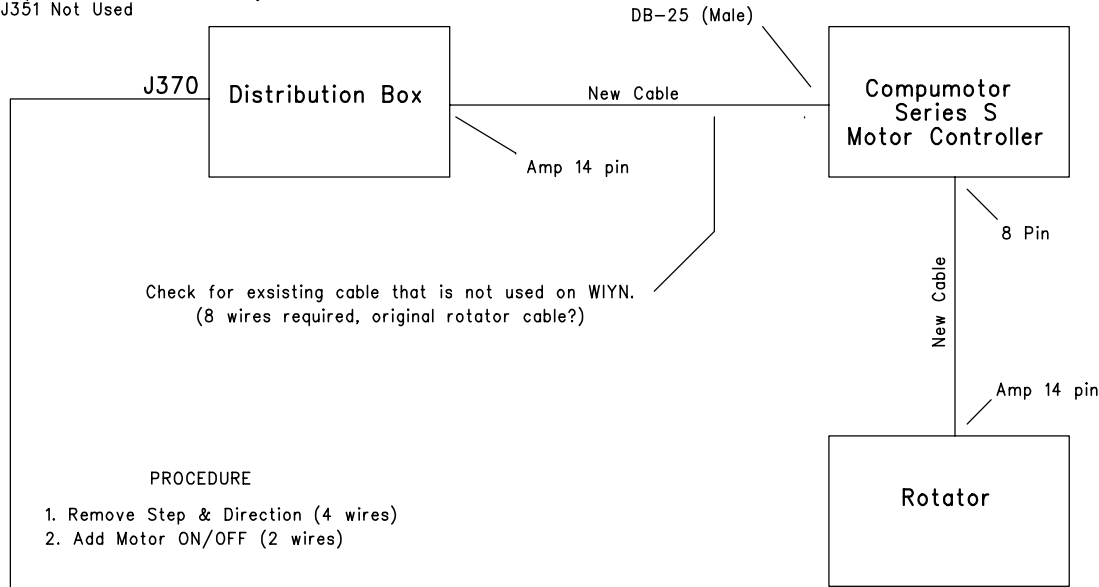 J351 Not Used
DB-25 (Male)
J370
Distribution Box
New Cable
Compumotor
Series S
Motor Controller
Amp 14 pin
8 Pin
Check for exsisting cable that is not used on WIYN.
(8 wires required, original rotator cable?)
New Cable
Amp 14 pin
Rotator
PROCEDURE
1. Remove Step & Direction (4 wires)
2. Add Motor ON/OFF (2 wires)